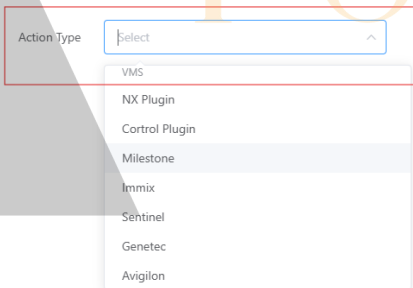 Action Type
Select
VMS
NX Plugin
Cortrol Plugin
Milestone
Immix
Sentinel
Genetec
Avigilon